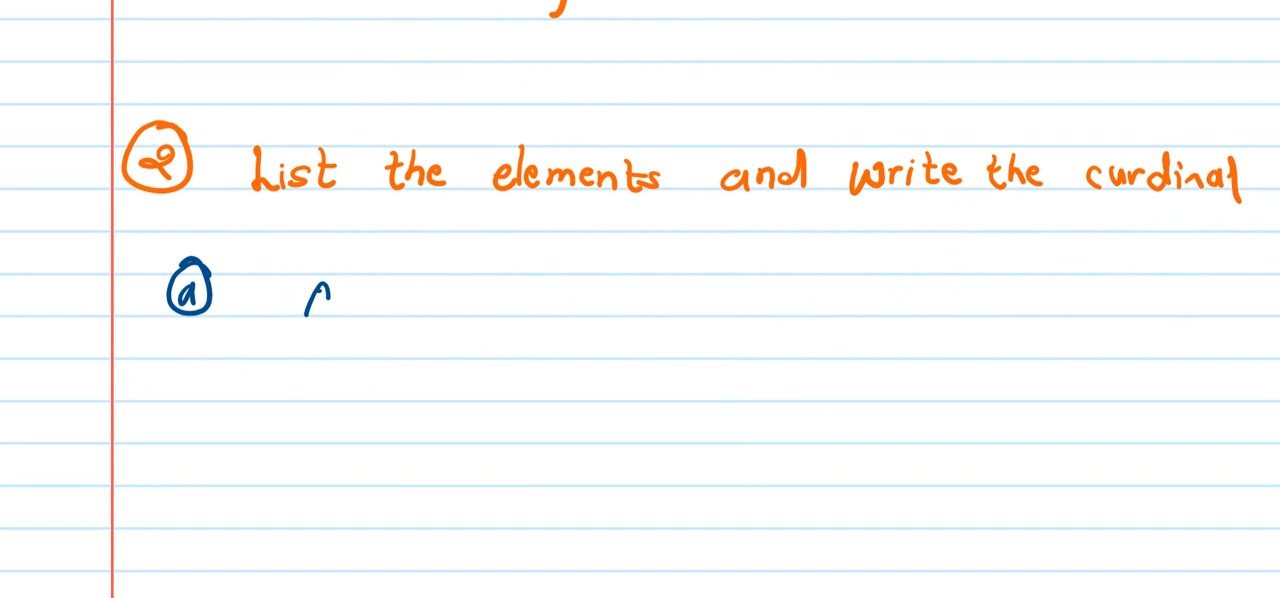 2 List the elements and write the curdinal
a